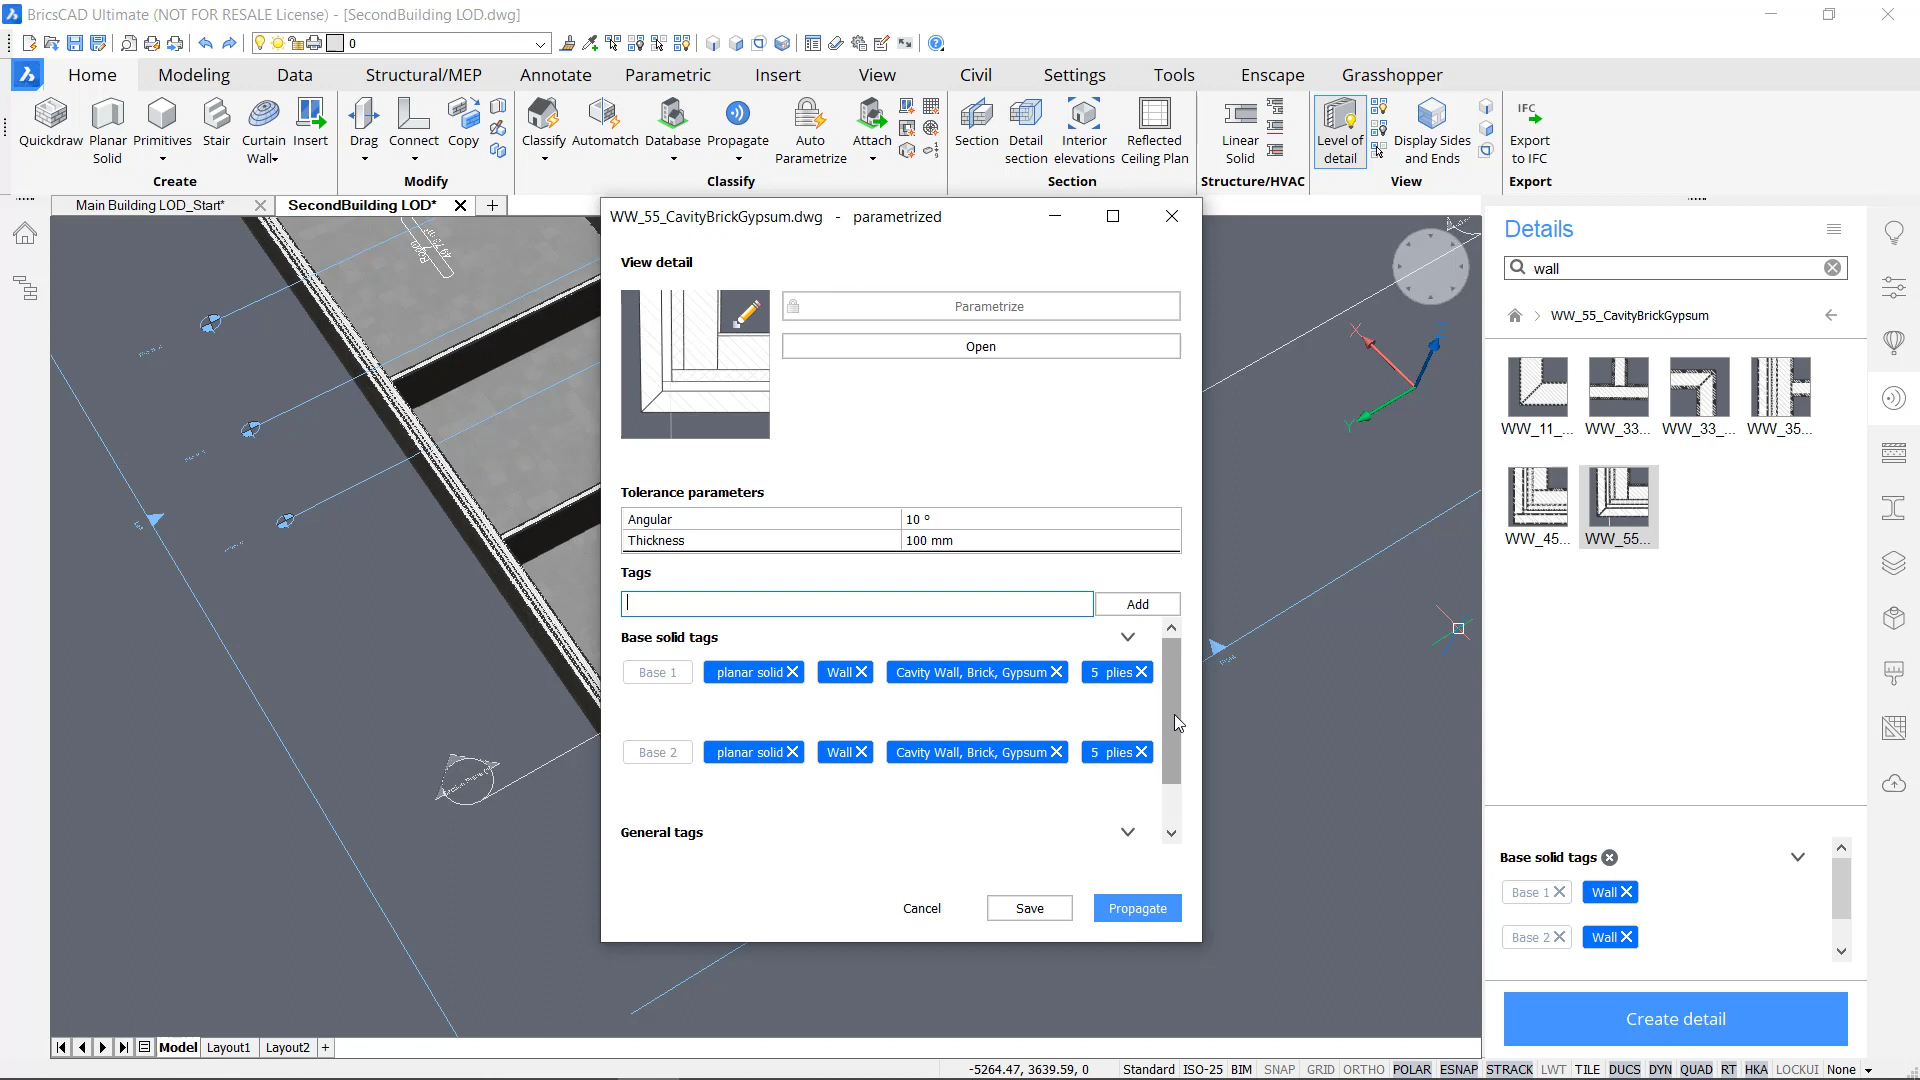 BricsCAD Ultimate (NOT FOR RESALE License) - [SecondBuilding LOD.dwg]
0
Home Modeling Data Structural/MEP Annotate Parametric Insert View Civil Settings Tools Enscape Grasshopper
Quickdraw Planar Solid Primitives Stair Curtain Wall Insert Drag Connect Copy Classify Automatch Database Propagate Auto Parametrize Attach Section Detail section Interior elevations Reflected Ceiling Plan Linear Solid Level of detail Display Sides and Ends IFC Export to IFC
Create Modify Classify Section Structure/HVAC View Export
Main Building LOD_Start* SecondBuilding LOD*
WW_55_CavityBrickGypsum.dwg - parametrized
View detail
Parametrize
Open
Tolerance parameters
Angular 10 º
Thickness 100 mm
Tags
Add
Base solid tags
Base 1 planar solid Wall Cavity Wall, Brick, Gypsum 5 plies
Base 2 planar solid Wall Cavity Wall, Brick, Gypsum 5 plies
General tags
Cancel Save Propagate
X
Y
Details
wall
WW_55_CavityBrickGypsum
WW_11_... WW_33... WW_33_... WW_35...
WW_45... WW_55...
Base solid tags
Base 1 Wall
Base 2 Wall
Create detail
Model Layout1 Layout2 +
-5264.47, 3639.59, 0 Standard ISO-25 BIM SNAP GRID ORTHO POLAR ESNAP STRACK LWT TILE DUCS DYN QUAD RT HKA LOCKUI None